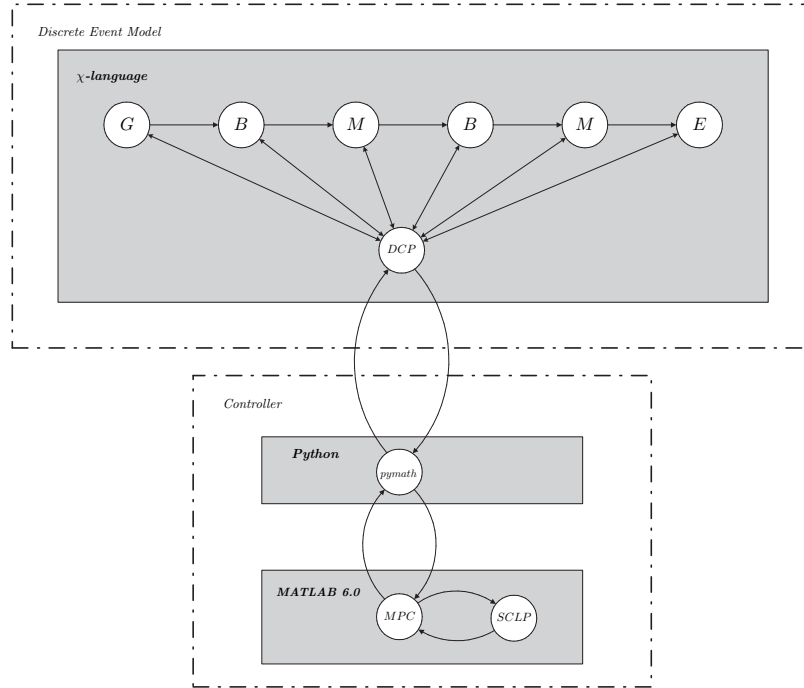 Discrete Event Model
χ-language
G B M B M E
DCP
Controller
Python
pymath
MATLAB 6.0
MPC SCLP